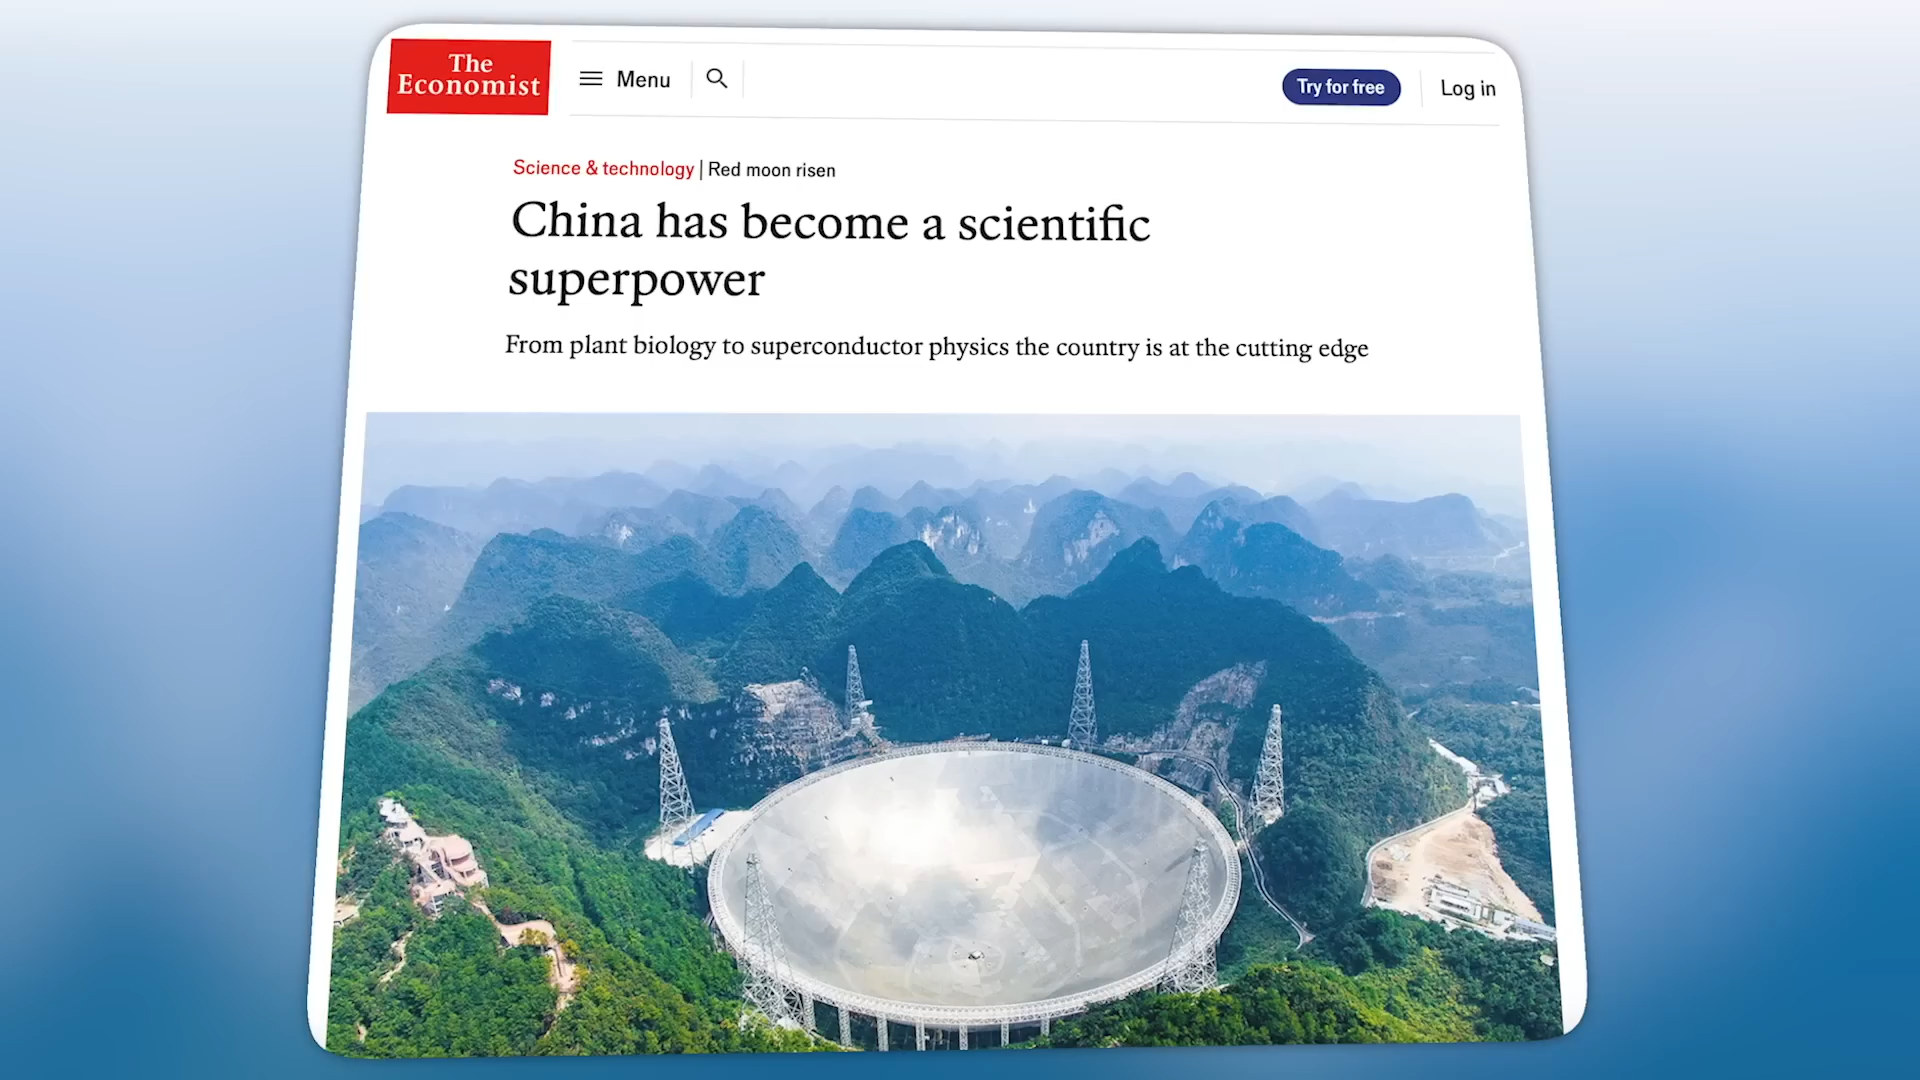 The
Economist
Menu
Try for free
Log in
Science & technology | Red moon risen
China has become a scientific
superpower
From plant biology to superconductor physics the country is at the cutting edge